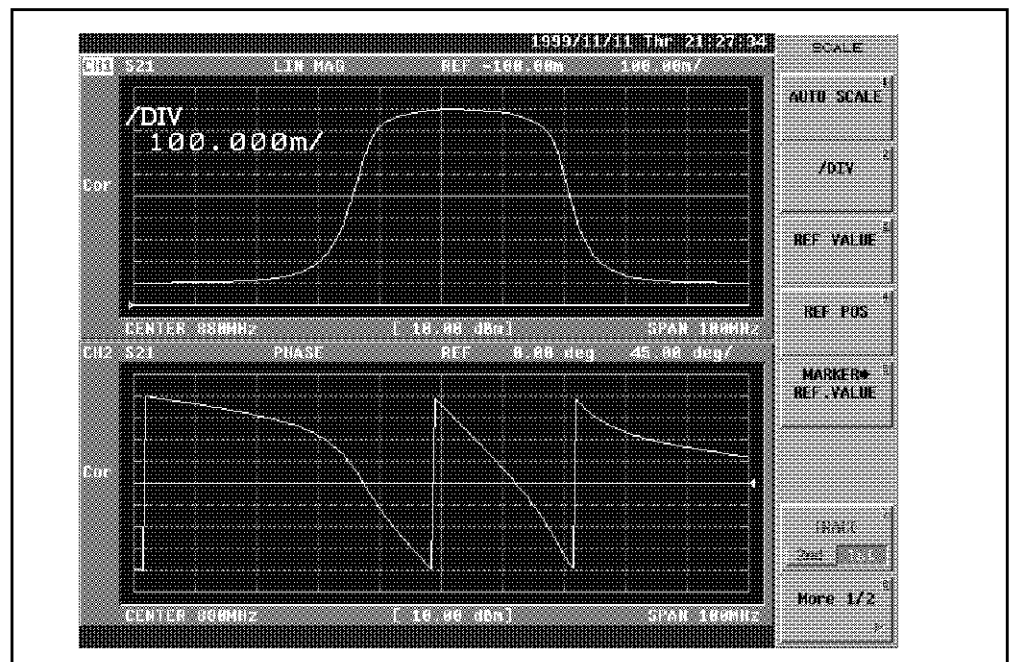 1999/11/11 Thr 21:27:34
SCALE
CH1 S21 LIN MAG REF -100.00m 100.00m/
/DIV
100.000m/
Cor
CENTER 880MHz [ 10.00 dBm] SPAN 100MHz
CH2 S21 PHASE REF 0.00 deg 45.00 deg/
Cor
CENTER 880MHz [ 10.00 dBm] SPAN 100MHz
AUTO SCALE
/DIV
REF VALUE
REF POS
MARKER→
REF.VALUE
2nd
More 1/2